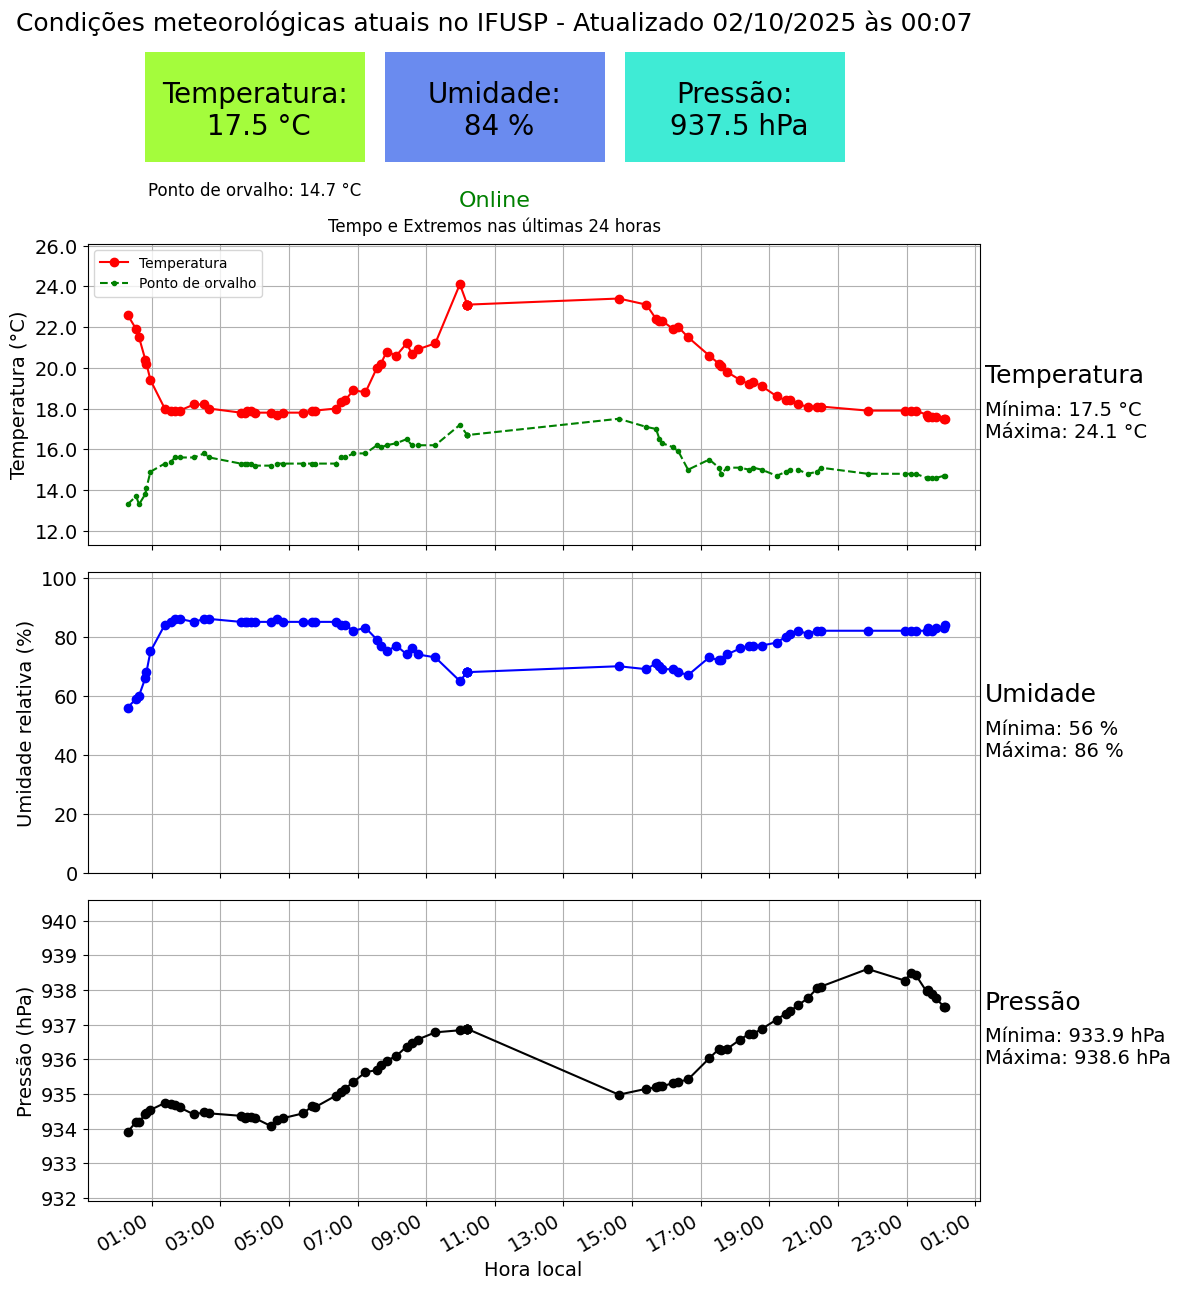 Condições meteorológicas atuais no IFUSP - Atualizado 02/10/2025 às 00:07
Temperatura:
17.5 °C
Umidade:
84 %
Pressão:
937.5 hPa
Ponto de orvalho: 14.7 °C
Online
Tempo e Extremos nas últimas 24 horas
Temperatura
Ponto de orvalho
Temperatura (°C)
26.0
24.0
22.0
20.0
18.0
16.0
14.0
12.0
Temperatura
Mínima: 17.5 °C
Máxima: 24.1 °C
Umidade relativa (%)
100
80
60
40
20
0
Umidade
Mínima: 56 %
Máxima: 86 %
Pressão (hPa)
940
939
938
937
936
935
934
933
932
Pressão
Mínima: 933.9 hPa
Máxima: 938.6 hPa
01:00 03:00 05:00 07:00 09:00 11:00 13:00 15:00 17:00 19:00 21:00 23:00 01:00
Hora local